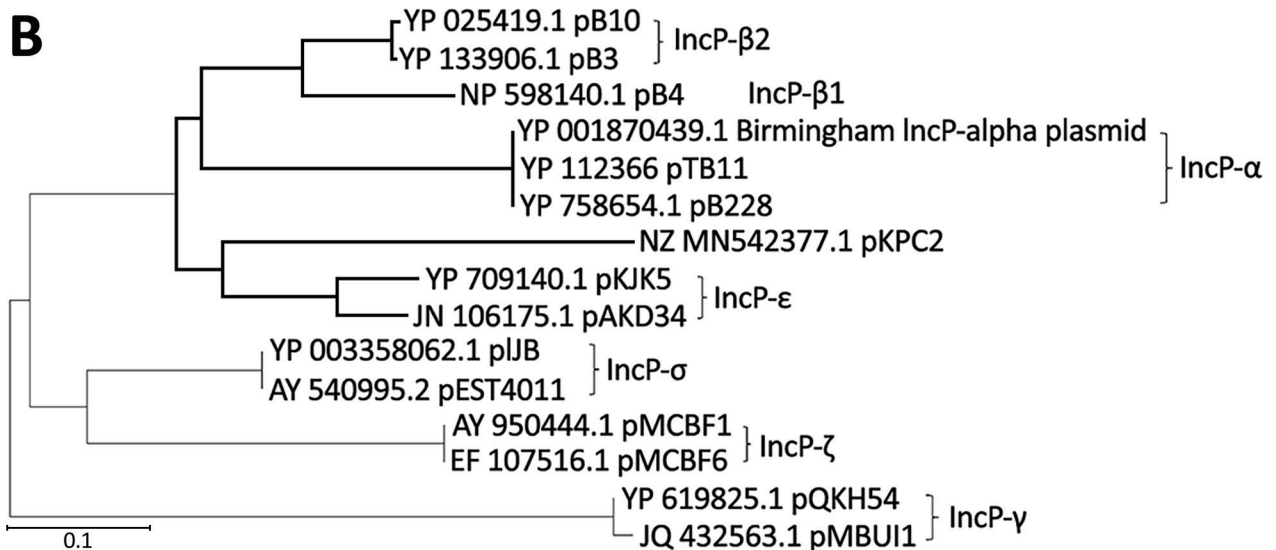 B
YP 025419.1 pB10
YP 133906.1 pB3
IncP-β2
NP 598140.1 pB4 IncP-β1
YP 001870439.1 Birmingham IncP-alpha plasmid
YP 112366 pTB11
YP 758654.1 pB228
IncP-α
NZ MN542377.1 pKPC2
YP 709140.1 pKJK5
JN 106175.1 pAKD34
IncP-ε
YP 003358062.1 pIJB
AY 540995.2 pEST4011
IncP-σ
AY 950444.1 pMCBF1
EF 107516.1 pMCBF6
IncP-ζ
YP 619825.1 pQKH54
JQ 432563.1 pMBUI1
IncP-γ
0.1